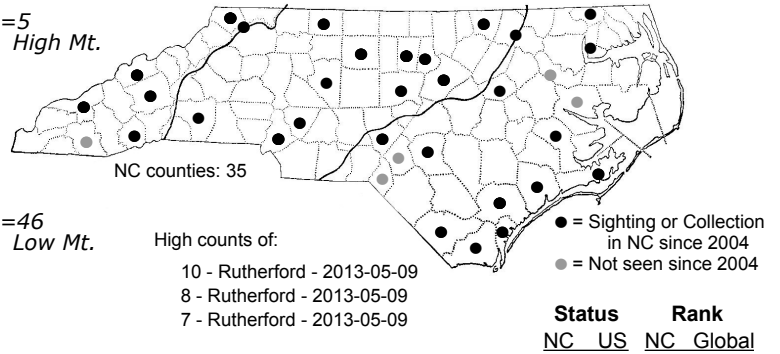 =5
High Mt.
NC counties: 35
=46
Low Mt.
High counts of:
10 - Rutherford - 2013-05-09
8 - Rutherford - 2013-05-09
7 - Rutherford - 2013-05-09
= Sighting or Collection
in NC since 2004
= Not seen since 2004
Status Rank
NC US NC Global